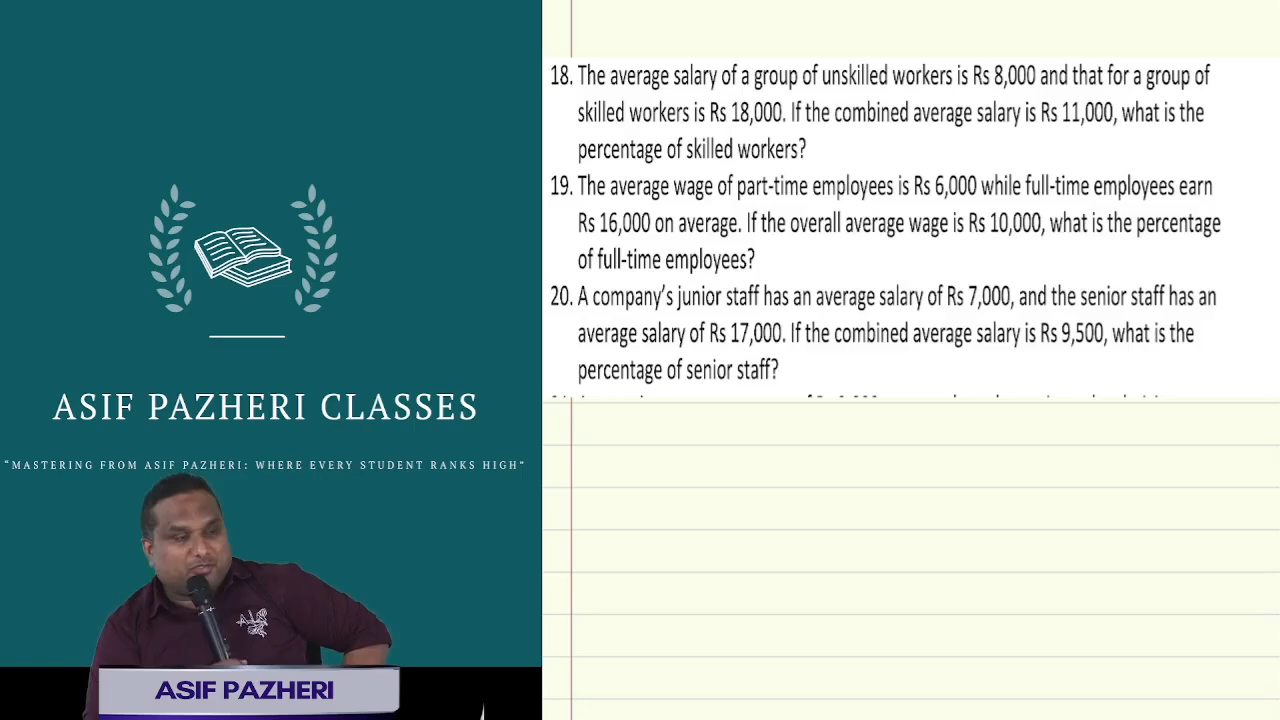 ASIF PAZHERI CLASSES
“MASTERING FROM ASIF PAZHERI: WHERE EVERY STUDENT RANKS HIGH”
ASIF PAZHERI
18. The average salary of a group of unskilled workers is Rs 8,000 and that for a group of
skilled workers is Rs 18,000. If the combined average salary is Rs 11,000, what is the
percentage of skilled workers?
19. The average wage of part-time employees is Rs 6,000 while full-time employees earn
Rs 16,000 on average. If the overall average wage is Rs 10,000, what is the percentage
of full-time employees?
20. A company’s junior staff has an average salary of Rs 7,000, and the senior staff has an
average salary of Rs 17,000. If the combined average salary is Rs 9,500, what is the
percentage of senior staff?